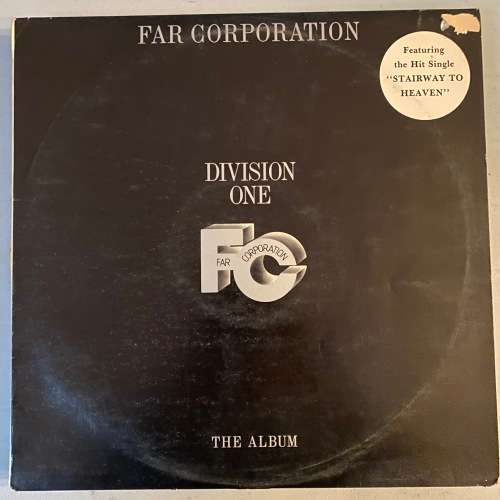 FAR CORPORATION
Featuring
the Hit Single
"STAIRWAY TO
HEAVEN"
DIVISION
ONE
FC
FAR CORPORATION
THE ALBUM